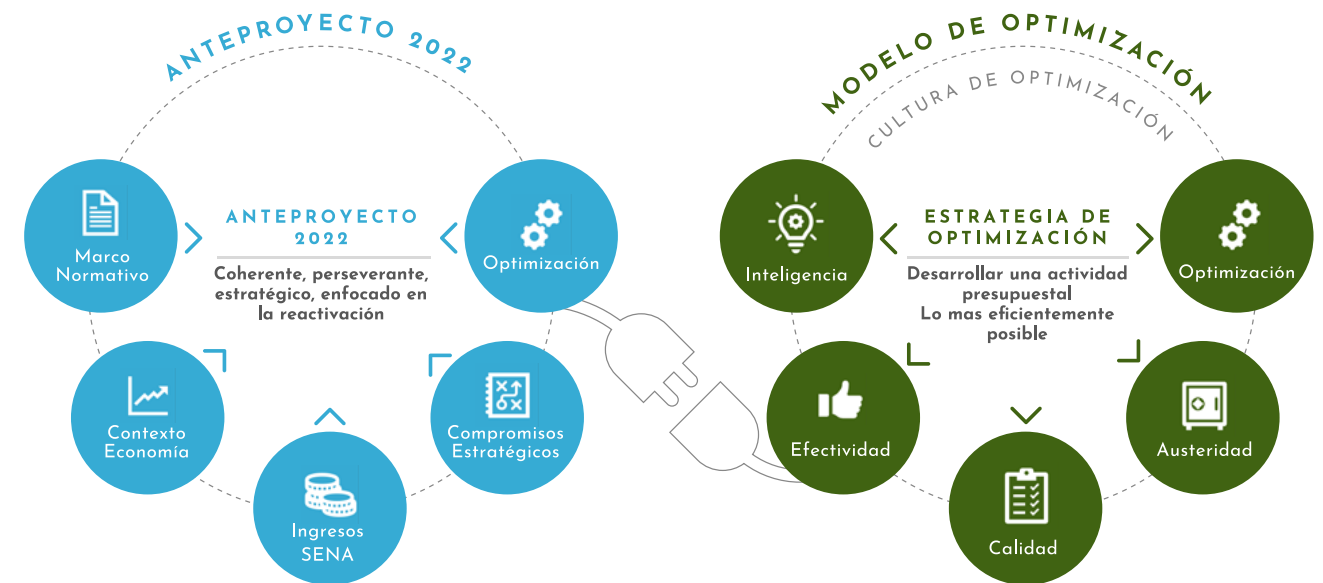 ANTEPROYECTO 2022
Marco
Normativo
ANTEPROYECTO
2022
Coherente, perseverante,
estratégico, enfocado en
la reactivación
Optimización
Contexto
Economía
Compromisos
Estratégicos
Ingresos
SENA
MODELO DE OPTIMIZACIÓN
CULTURA DE OPTIMIZACIÓN
Inteligencia
ESTRATEGIA DE
OPTIMIZACIÓN
Desarrollar una actividad
presupuestal
Lo mas eficientemente
posible
Optimización
Efectividad
Austeridad
Calidad